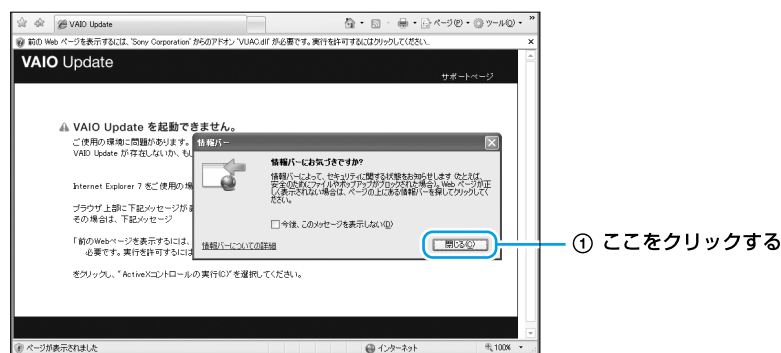 VAIO Update
ページ(P)
ツール(O)
前の Web ページを表示するには、'Sony Corporation' からのアドオン 'VUAC.dll' が必要です。実行を許可するにはクリックしてください...
VAIO Update
サポートページ
VAIO Update を起動できません。
ご使用の環境に問題があります。
VAIO Update が存在しないか、もし
Internet Explorer 7 をご使用の場
ブラウザ上部に下記メッセージが表
その場合は、下記メッセージ
「前のWebページを表示するには、
必要です。実行を許可するには
をクリックし、"ActiveXコントロールの実行(C)"を選択してください。
情報バー
情報バーにお気づきですか?
情報バーによって、セキュリティに関する状態をお知らせします (たとえば、
安全のためにファイルやポップアップがブロックされた場合)。Web ページが正
しく表示されない場合は、ページの上にある情報バーを探してクリックしてく
ださい。
今後、このメッセージを表示しない(D)
情報バーについての詳細
閉じる(C)
① ここをクリックする
ページが表示されました
インターネット
100%